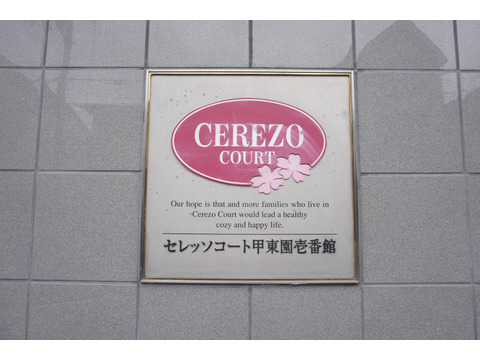 CEREZO
COURT
Our hope is that and more families who live in
Cerezo Court would lead a healthy
cozy and happy life.
セレッソコート甲東園壱番館